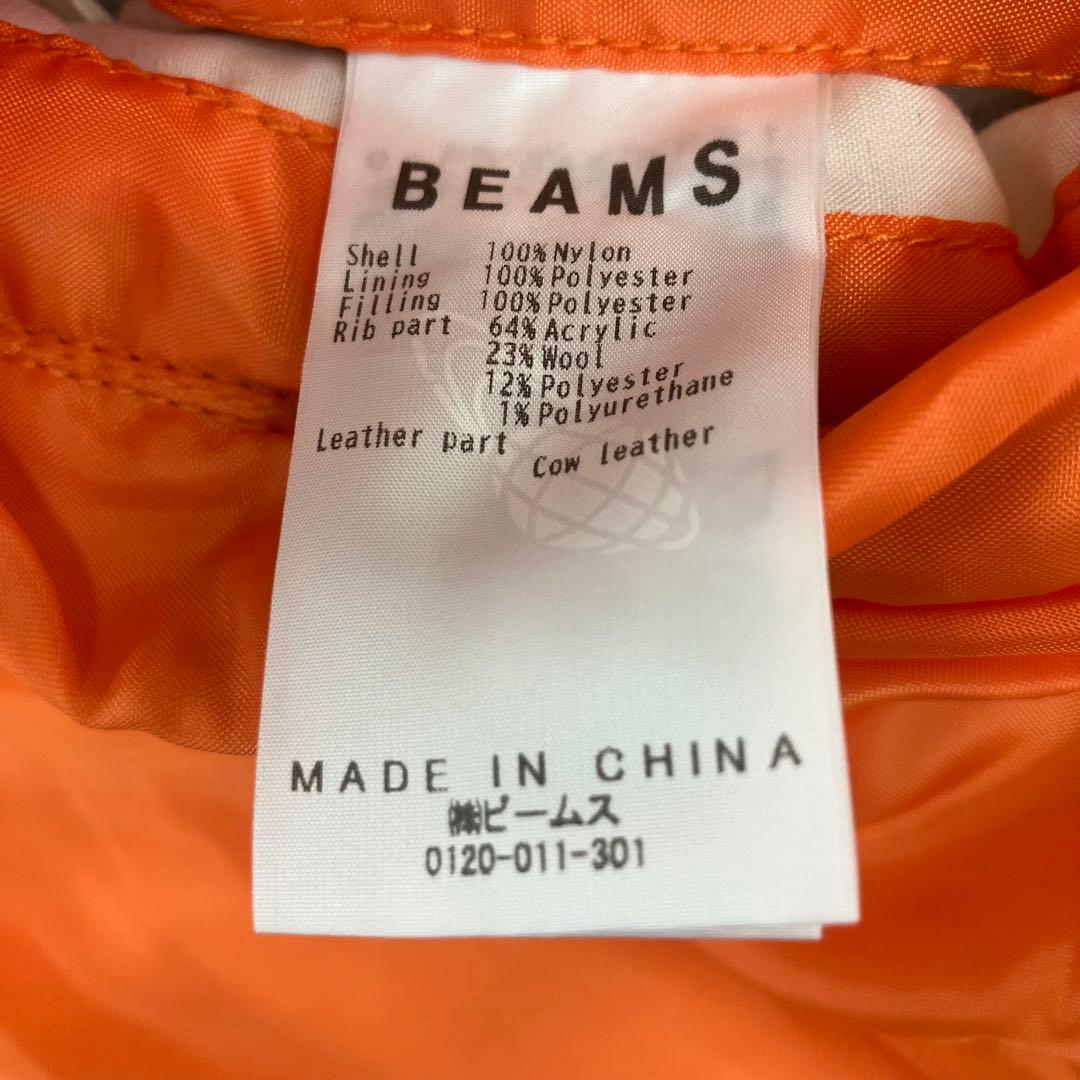 BEAMS
Shell 100% Nylon
Lining 100% Polyester
Filling 100% Polyester
Rib part 64% Acrylic
23% Wool
12% Polyester
1% Polyurethane
Leather part Cow leather
MADE IN CHINA
㈱ビームス
0120-011-301